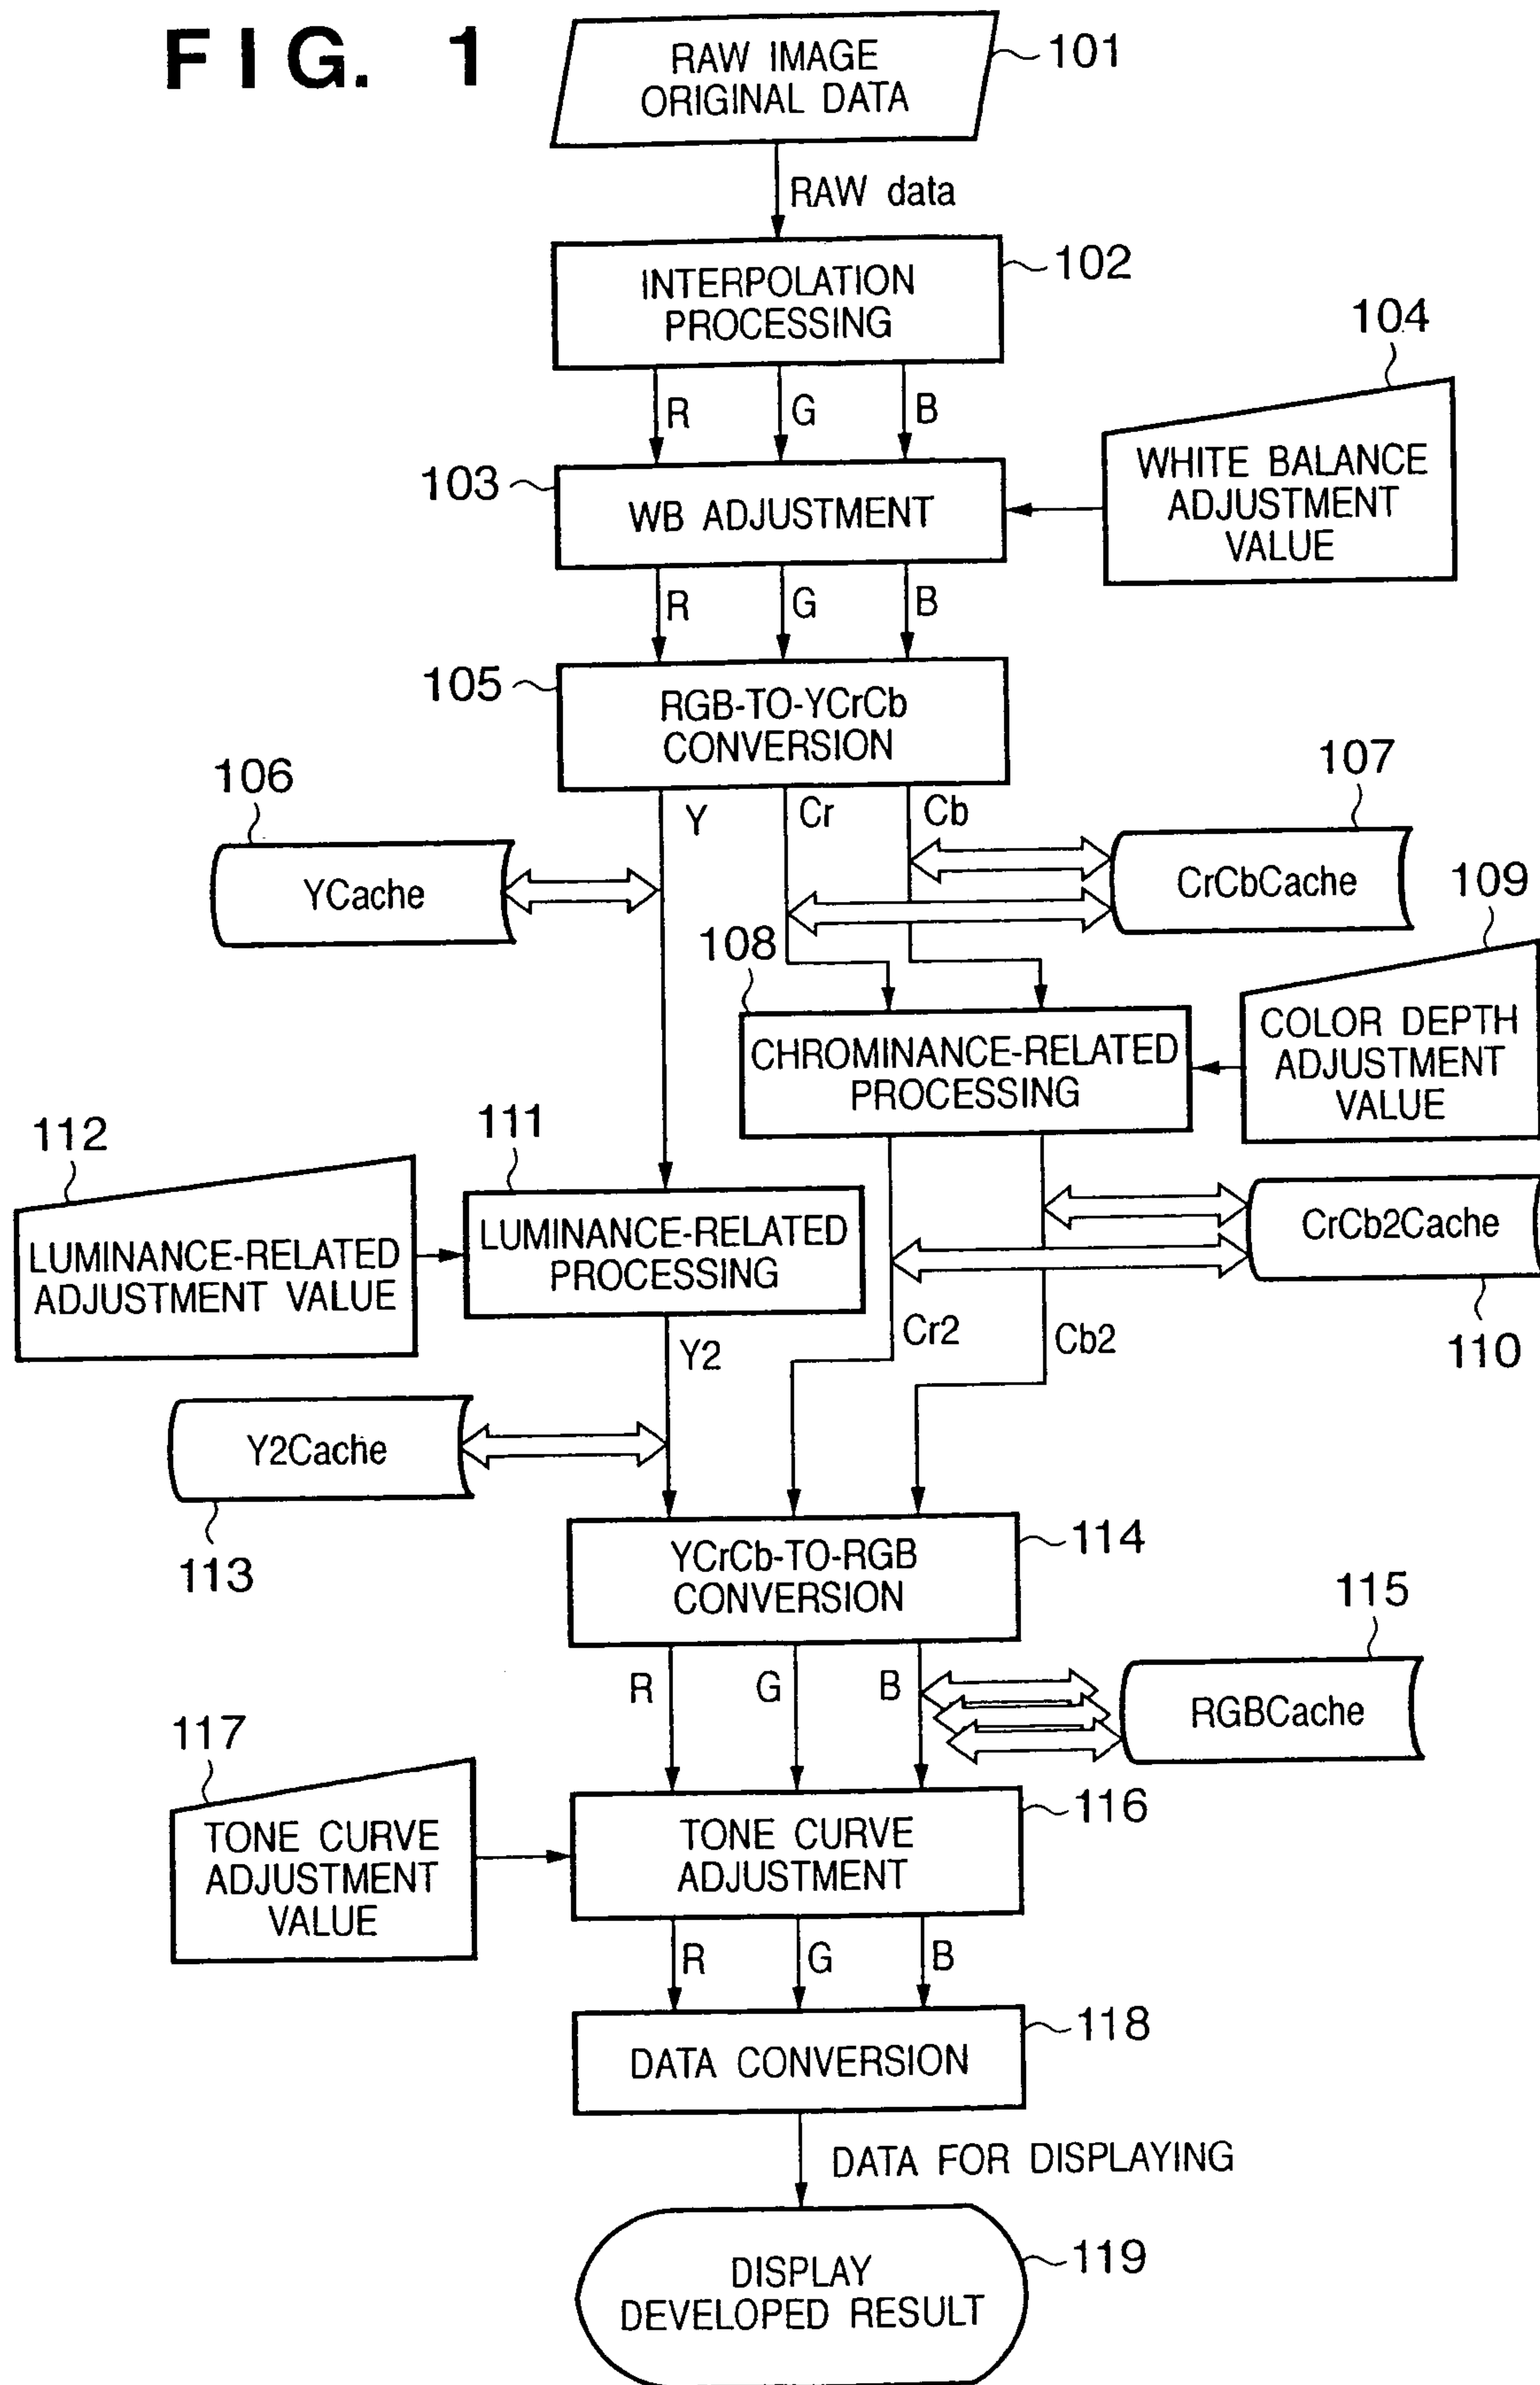 FIG. 1
RAW IMAGE
ORIGINAL DATA
101
RAW data
INTERPOLATION
PROCESSING
102
104
R
G
B
WHITE BALANCE
ADJUSTMENT
VALUE
103
WB ADJUSTMENT
R
G
B
105
RGB-TO-YCrCb
CONVERSION
106
107
Y
Cr
Cb
YCache
CrCbCache
109
108
COLOR DEPTH
ADJUSTMENT
VALUE
CHROMINANCE-RELATED
PROCESSING
112
111
LUMINANCE-RELATED
ADJUSTMENT VALUE
LUMINANCE-RELATED
PROCESSING
CrCb2Cache
110
Y2
Cr2
Cb2
Y2Cache
113
YCrCb-TO-RGB
CONVERSION
114
115
R
G
B
RGBCache
117
TONE CURVE
ADJUSTMENT
VALUE
TONE CURVE
ADJUSTMENT
116
R
G
B
DATA CONVERSION
118
DATA FOR DISPLAYING
DISPLAY
DEVELOPED RESULT
119